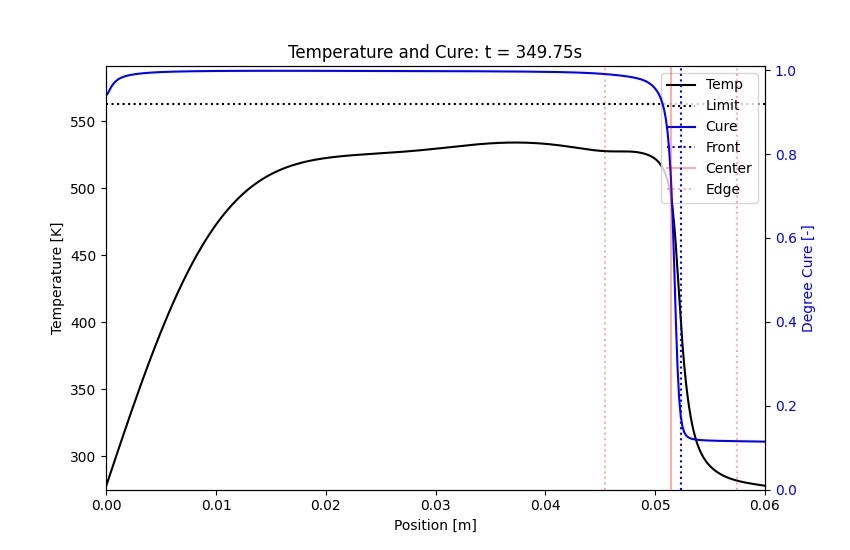 Temperature and Cure: t = 349.75s
Temp
Limit
Cure
Front
Center
Edge
Temperature [K]
550
500
450
400
350
300
1.0
0.8
0.6
0.4
0.2
0.0
Degree Cure [-]
0.00 0.01 0.02 0.03 0.04 0.05 0.06
Position [m]